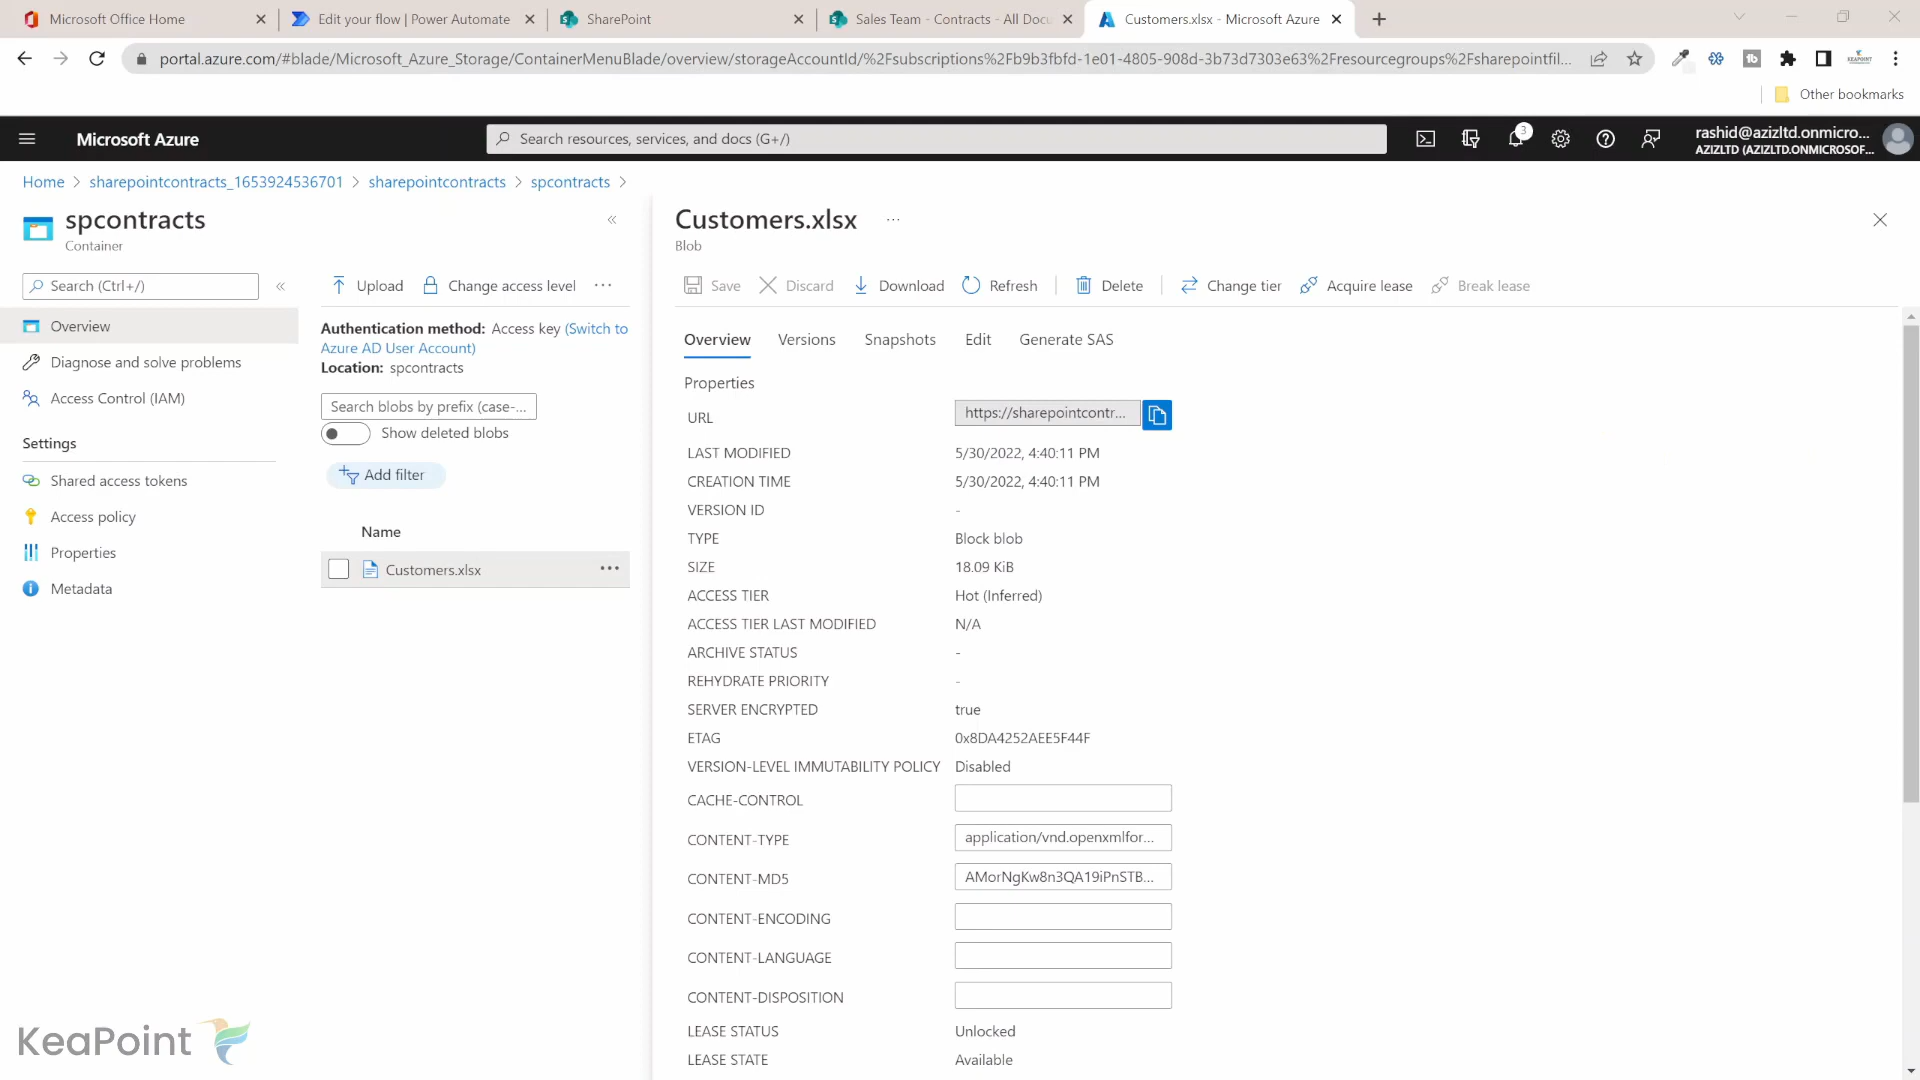 Microsoft Office Home
Edit your flow | Power Automate
SharePoint
Sales Team - Contracts - All Docu
Customers.xlsx - Microsoft Azure
portal.azure.com/#blade/Microsoft_Azure_Storage/ContainerMenuBlade/overview/storageAccountId/%2Fsubscriptions%2Fb9b3fbfd-1e01-4805-908d-3b73d7303e63%2Fresourcegroups%2Fsharepointfil...
Other bookmarks
Microsoft Azure
Search resources, services, and docs (G+/)
3
rashid@azizltd.onmicro...
AZIZLTD (AZIZLTD.ONMICROSOF...
Home > sharepointcontracts_1653924536701 > sharepointcontracts > spcontracts >
spcontracts
Container
Search (Ctrl+/)
Overview
Diagnose and solve problems
Access Control (IAM)
Settings
Shared access tokens
Access policy
Properties
Metadata
Upload
Change access level
Authentication method: Access key (Switch to
Azure AD User Account)
Location: spcontracts
Search blobs by prefix (case-...
Show deleted blobs
Add filter
Name
Customers.xlsx
Customers.xlsx
Blob
Save
Discard
Download
Refresh
Delete
Change tier
Acquire lease
Break lease
Overview
Versions
Snapshots
Edit
Generate SAS
Properties
URL https://sharepointcontr...
LAST MODIFIED 5/30/2022, 4:40:11 PM
CREATION TIME 5/30/2022, 4:40:11 PM
VERSION ID -
TYPE Block blob
SIZE 18.09 KiB
ACCESS TIER Hot (Inferred)
ACCESS TIER LAST MODIFIED N/A
ARCHIVE STATUS -
REHYDRATE PRIORITY -
SERVER ENCRYPTED true
ETAG 0x8DA4252AEE5F44F
VERSION-LEVEL IMMUTABILITY POLICY Disabled
CACHE-CONTROL
CONTENT-TYPE application/vnd.openxmlfor...
CONTENT-MD5 AMorNgKw8n3QA19iPnSTB...
CONTENT-ENCODING
CONTENT-LANGUAGE
CONTENT-DISPOSITION
LEASE STATUS Unlocked
LEASE STATE Available
KeaPoint